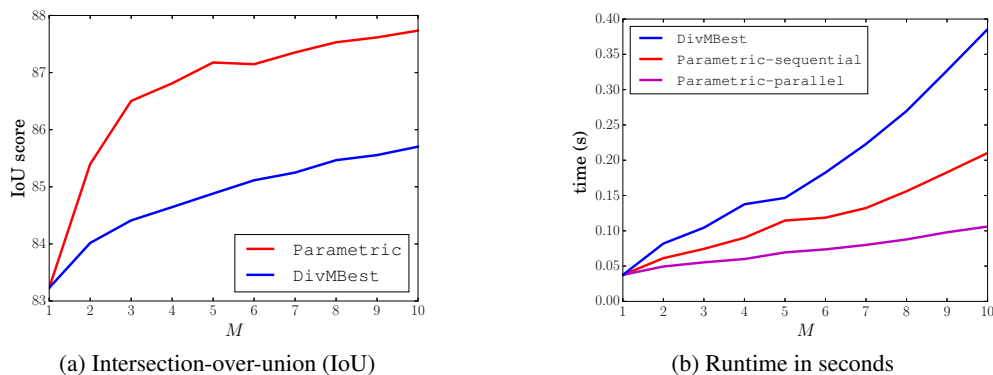 88
87
86
85
84
83
IoU score
1 2 3 4 5 6 7 8 9 10
M
Parametric
DivMBest
(a) Intersection-over-union (IoU)
0.40
0.35
0.30
0.25
0.20
0.15
0.10
0.05
0.00
time (s)
1 2 3 4 5 6 7 8 9 10
M
DivMBest
Parametric-sequential
Parametric-parallel
(b) Runtime in seconds